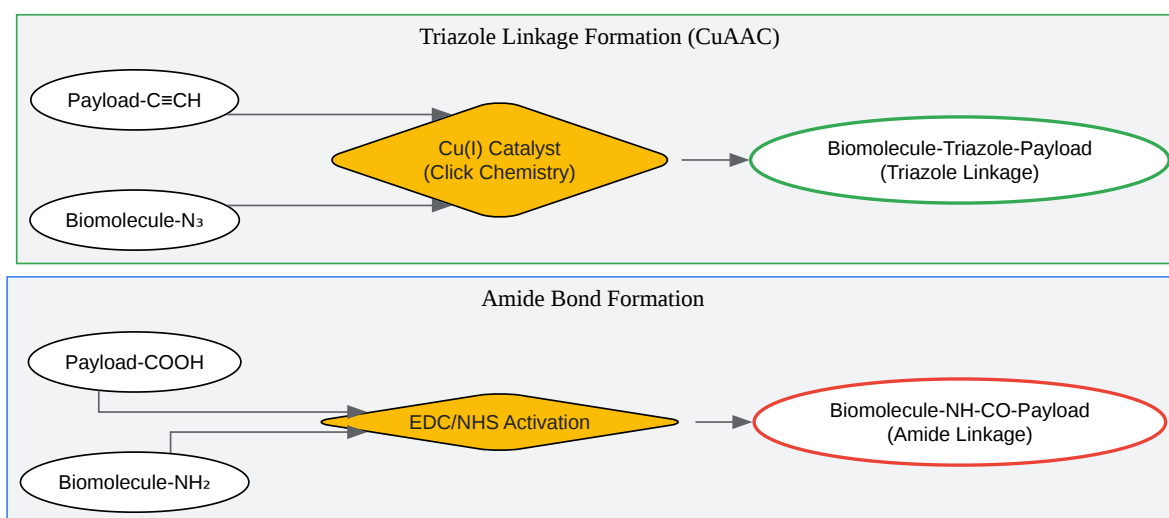 Triazole Linkage Formation (CuAAC)
Payload-C≡CH
Cu(I) Catalyst
(Click Chemistry)
Biomolecule-Triazole-Payload
(Triazole Linkage)
Biomolecule-N₃
Amide Bond Formation
Payload-COOH
EDC/NHS Activation
Biomolecule-NH-CO-Payload
(Amide Linkage)
Biomolecule-NH₂